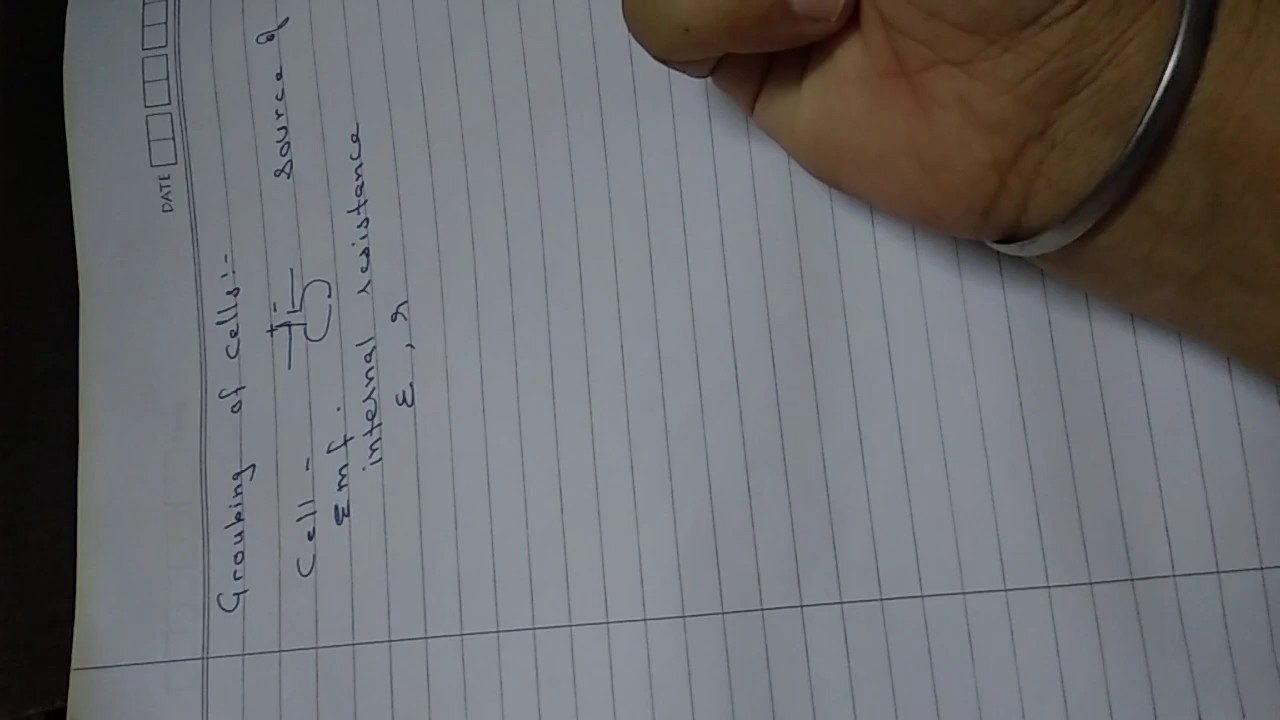 DATE
Grouping of cells:-
Cell - + - Source of
Emf.
internal resistance
ε, r